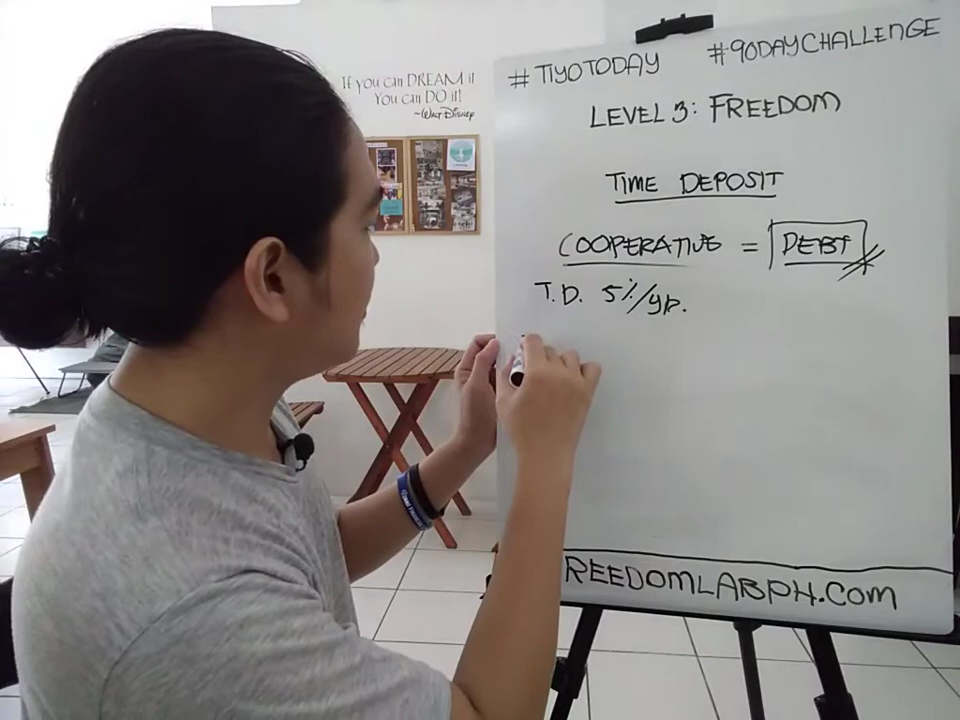 If you can DREAM it
You can DO it!
~WALT DISNEY
#TIYOTODAY #90DAYCHALLENGE
LEVEL 3: FREEDOM
TIME DEPOSIT
COOPERATIVE = DEBT
T.D. 5%/yr.
REEDOMLABPH.COM